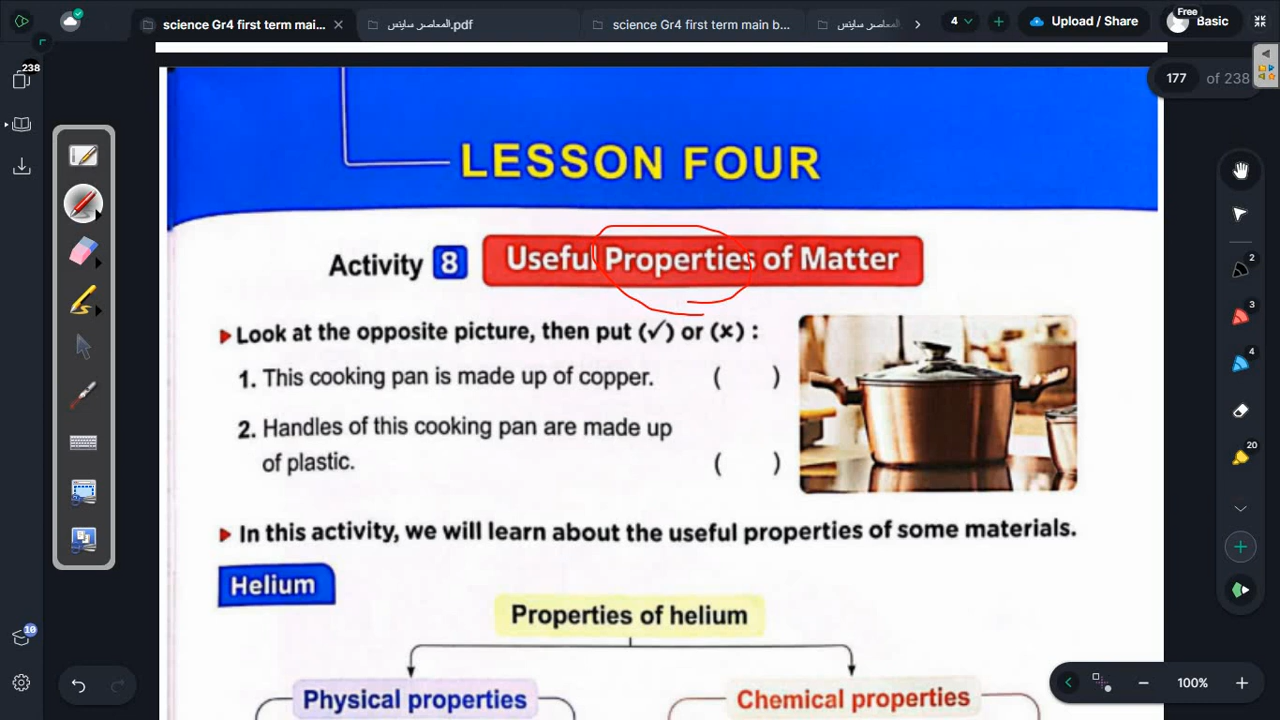 science Gr4 first term mai...
المعاصر ساينس.pdf
science Gr4 first term main b...
المعاصر ساينس
4
Upload / Share
Free
Basic
238
177 of 238
LESSON FOUR
Activity 8 Useful Properties of Matter
Look at the opposite picture, then put (✓) or (×) :
1. This cooking pan is made up of copper. ( )
2. Handles of this cooking pan are made up
of plastic. ( )
In this activity, we will learn about the useful properties of some materials.
Helium
Properties of helium
Physical properties
Chemical properties
2
3
4
20
10
100%